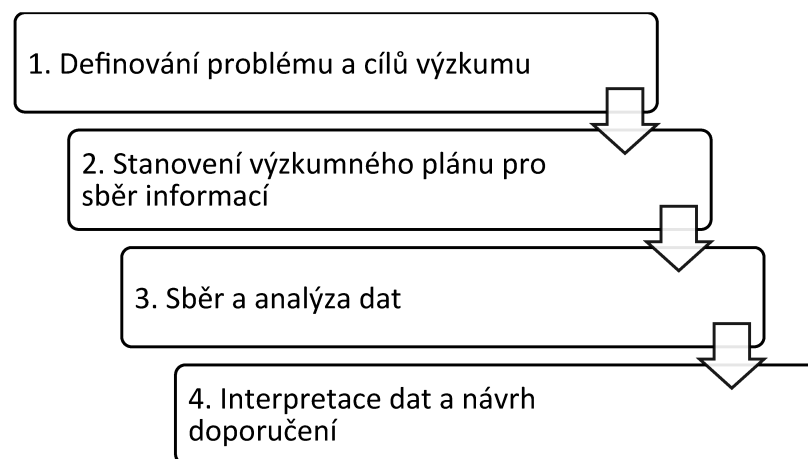 1. Definování problému a cílů výzkumu
2. Stanovení výzkumného plánu pro
sběr informací
3. Sběr a analýza dat
4. Interpretace dat a návrh
doporučení